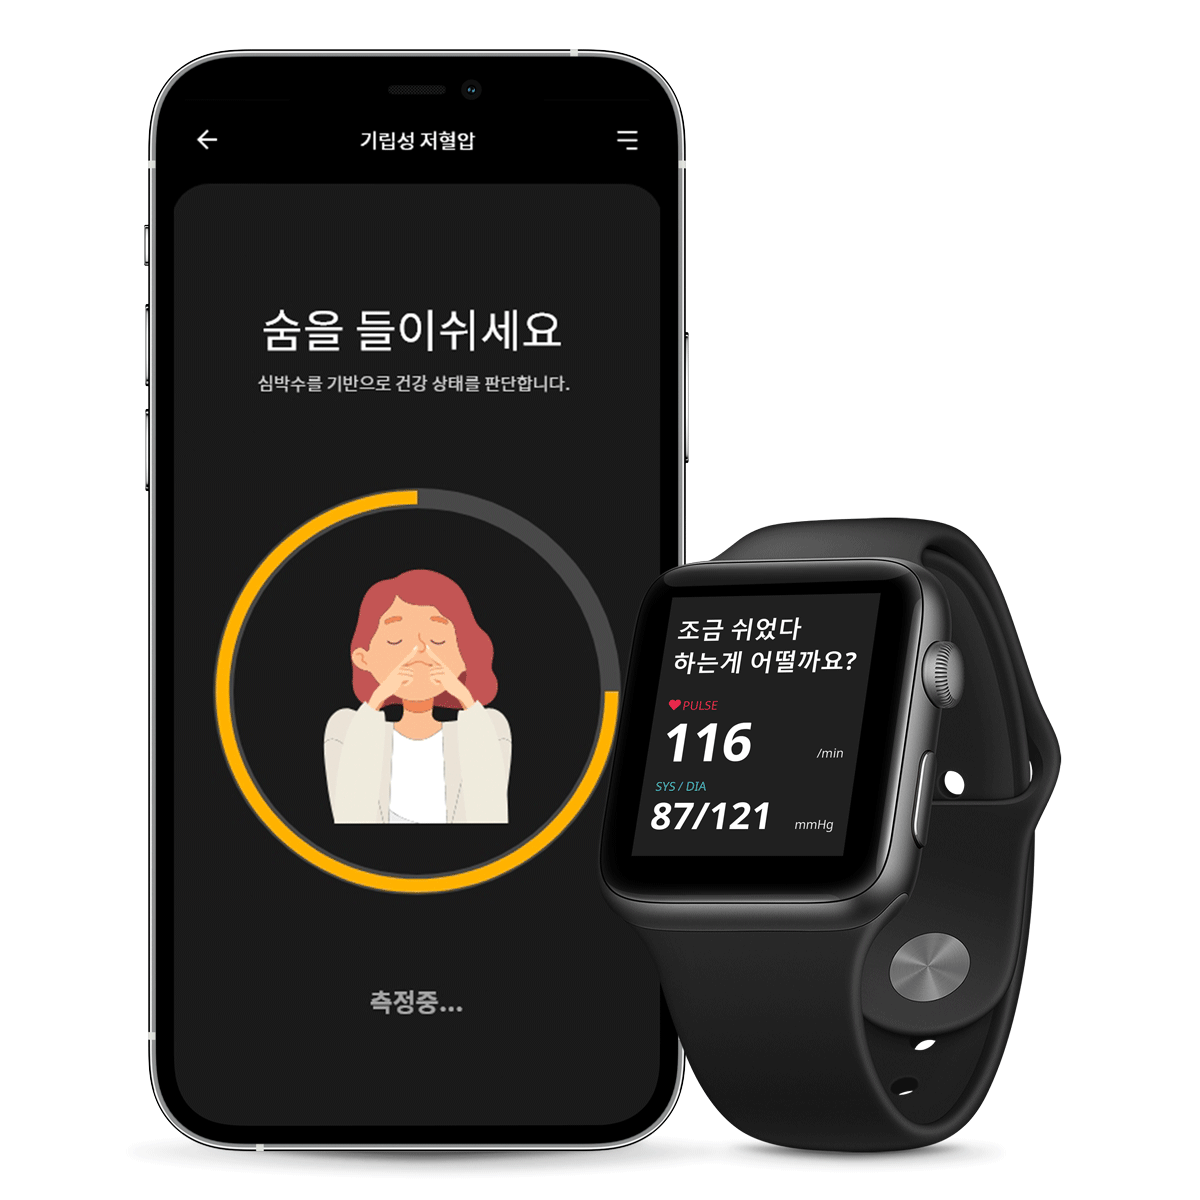 기립성 저혈압
숨을 들이쉬세요
심박수를 기반으로 건강 상태를 판단합니다.
측정중...
조금 쉬었다
하는게 어떨까요?
PULSE
116 /min
SYS / DIA
87/121 mmHg